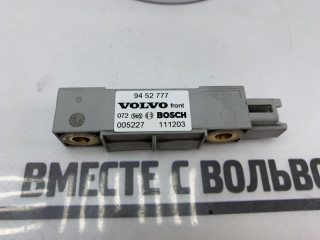 94 52 777
VOLVO front
072 BOSCH
005227 111203
ВМЕСТЕ С ВОЛЬВО